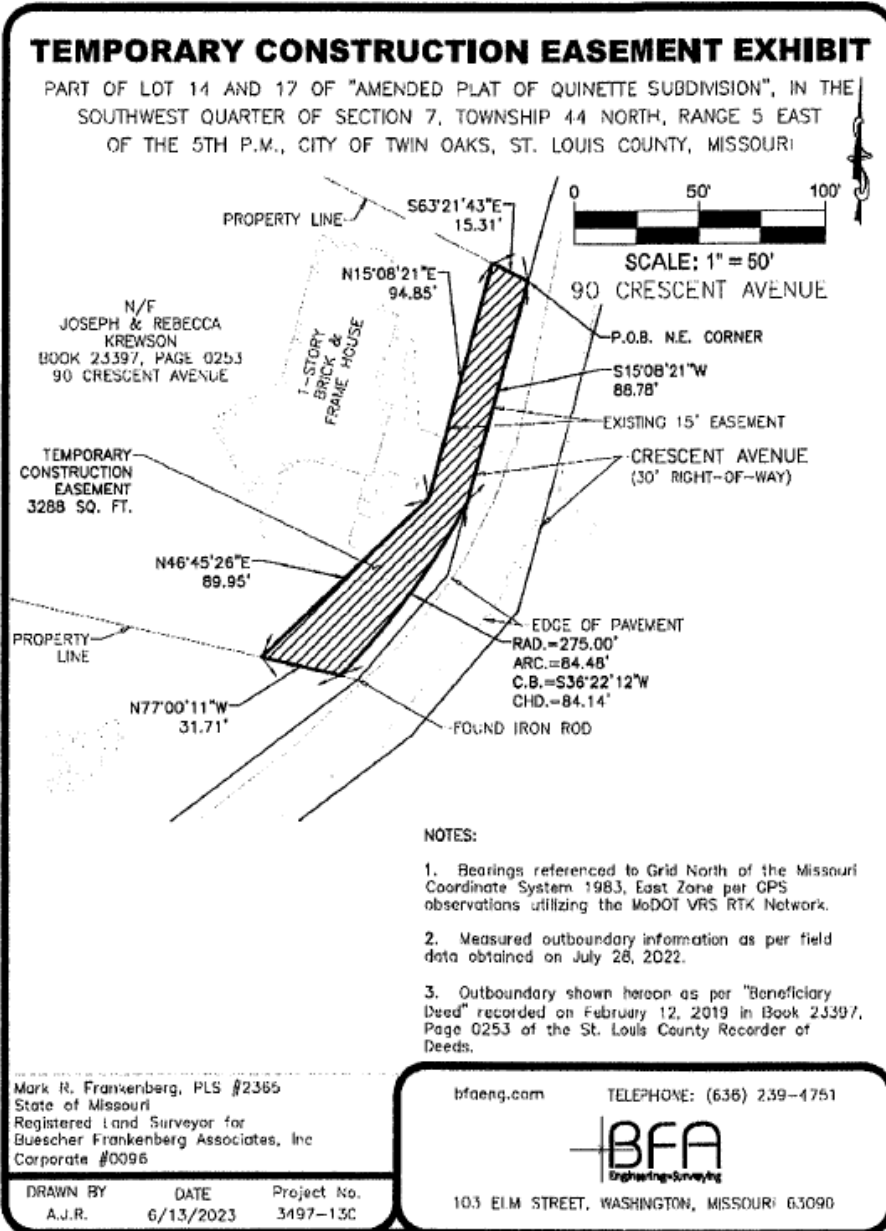 TEMPORARY CONSTRUCTION EASEMENT EXHIBIT
PART OF LOT 14 AND 17 OF "AMENDED PLAT OF QUINETTE SUBDIVISION", IN THE
SOUTHWEST QUARTER OF SECTION 7, TOWNSHIP 44 NORTH, RANGE 5 EAST
OF THE 5TH P.M., CITY OF TWIN OAKS, ST. LOUIS COUNTY, MISSOURI
0 50' 100'
SCALE: 1" = 50'
90 CRESCENT AVENUE
PROPERTY LINE
S63°21'43"E
15.31'
N15°08'21"E
94.85'
N/F
JOSEPH & REBECCA
KREWSON
BOOK 23397, PAGE 0253
90 CRESCENT AVENUE
1-STORY
BRICK &
FRAME HOUSE
P.O.B. N.E. CORNER
S15°08'21"W
88.78'
EXISTING 15' EASEMENT
CRESCENT AVENUE
(30' RIGHT-OF-WAY)
TEMPORARY
CONSTRUCTION
EASEMENT
3288 SQ. FT.
N46°45'26"E
89.95'
EDGE OF PAVEMENT
RAD.=275.00'
ARC.=84.48'
C.B.=S36°22'12"W
CHD.=84.14'
PROPERTY
LINE
N77°00'11"W
31.71'
FOUND IRON ROD
NOTES:
1. Bearings referenced to Grid North of the Missouri
Coordinate System 1983, East Zone per GPS
observations utilizing the MoDOT VRS RTK Network.
2. Measured outboundary information as per field
data obtained on July 28, 2022.
3. Outboundary shown hereon as per "Beneficiary
Deed" recorded on February 12, 2019 in Book 23397,
Page 0253 of the St. Louis County Recorder of
Deeds.
Mark R. Frankenberg, PLS #2365
State of Missouri
Registered Land Surveyor for
Buescher Frankenberg Associates, Inc
Corporate #0096
DRAWN BY DATE Project No.
A.J.R. 6/13/2023 3497-13C
bfaeng.com TELEPHONE: (636) 239-4751
BFA
Engineering•Surveying
103 ELM STREET, WASHINGTON, MISSOURI 63090